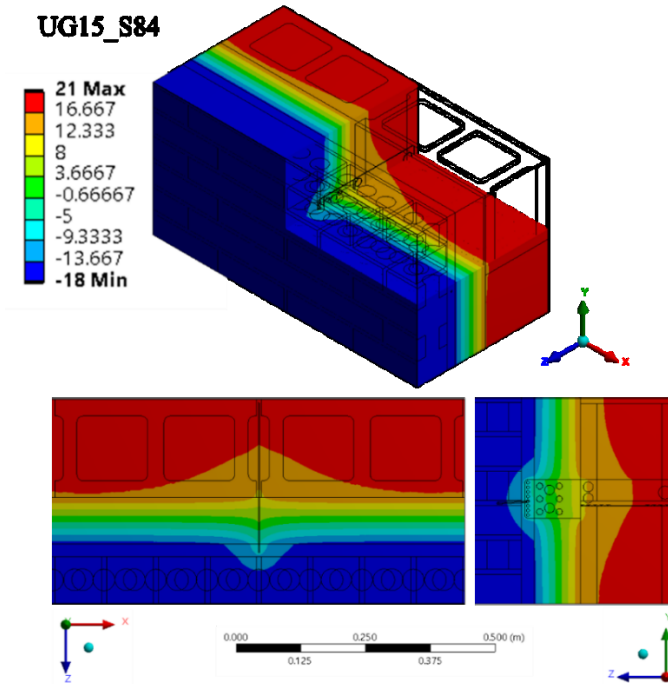 UG15_S84
21 Max
16.667
12.333
8
3.6667
-0.66667
-5
-9.3333
-13.667
-18 Min
Y
Z
X
X
Z
0.000
0.250
0.500 (m)
0.125
0.375
Y
Z